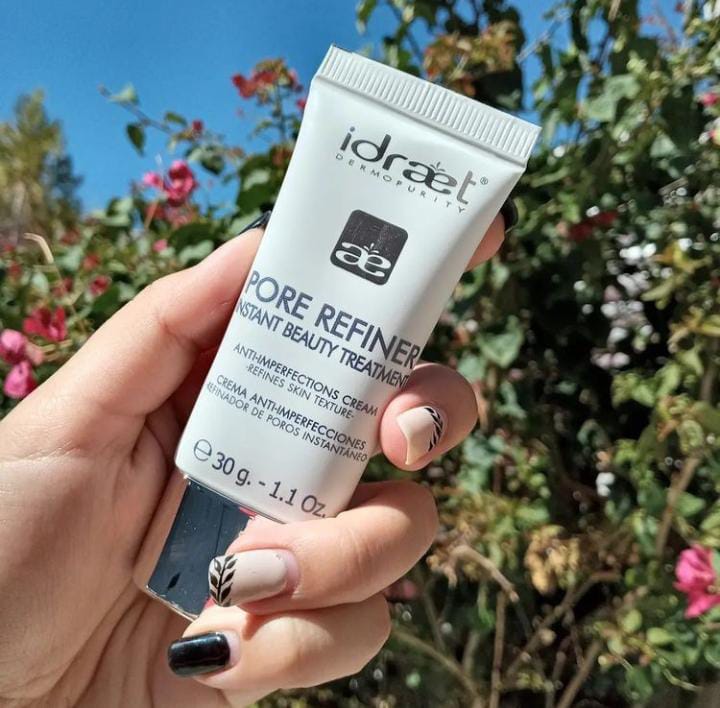 idraet®
DERMOPURITY
ae
PORE REFINER
INSTANT BEAUTY TREATMENT
ANTI-IMPERFECTIONS CREAM
-REFINES SKIN TEXTURE-
CREMA ANTI-IMPERFECCIONES
-REFINADOR DE POROS INSTANTÁNEO
℮ 30 g. - 1.1 Oz.